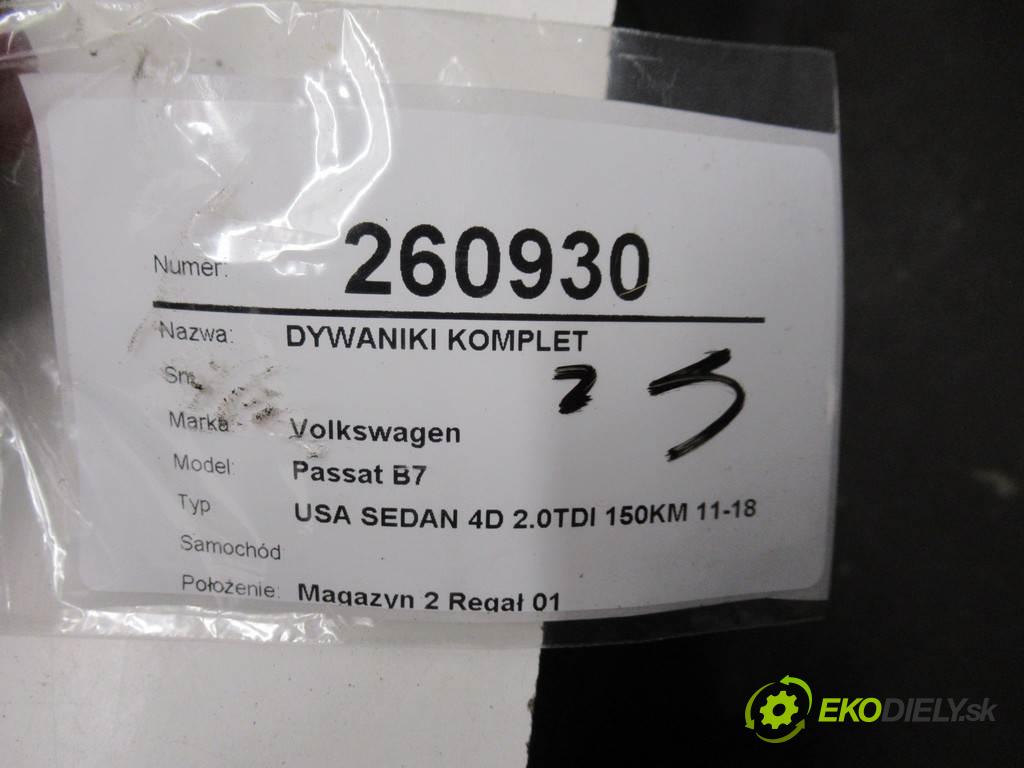 Numer: 260930
Nazwa: DYWANIKI KOMPLET
Marka Volkswagen
Model: Passat B7
Typ USA SEDAN 4D 2.0TDI 150KM 11-18
Samochód
Położenie: Magazyn 2 Regał 01
EKODIELY.sk